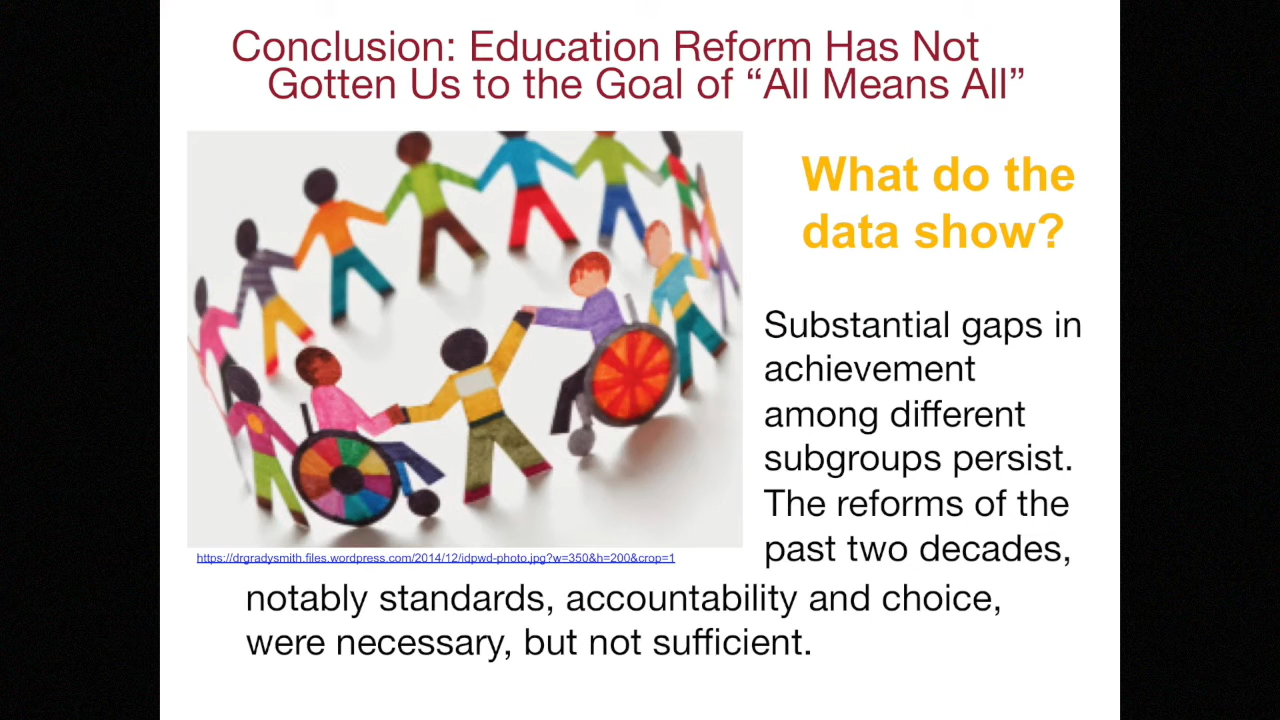 Conclusion: Education Reform Has Not
Gotten Us to the Goal of “All Means All”
What do the
data show?
Substantial gaps in
achievement
among different
subgroups persist.
The reforms of the
past two decades,
notably standards, accountability and choice,
were necessary, but not sufficient.
https://drgradysmith.files.wordpress.com/2014/12/idpwd-photo.jpg?w=350&h=200&crop=1